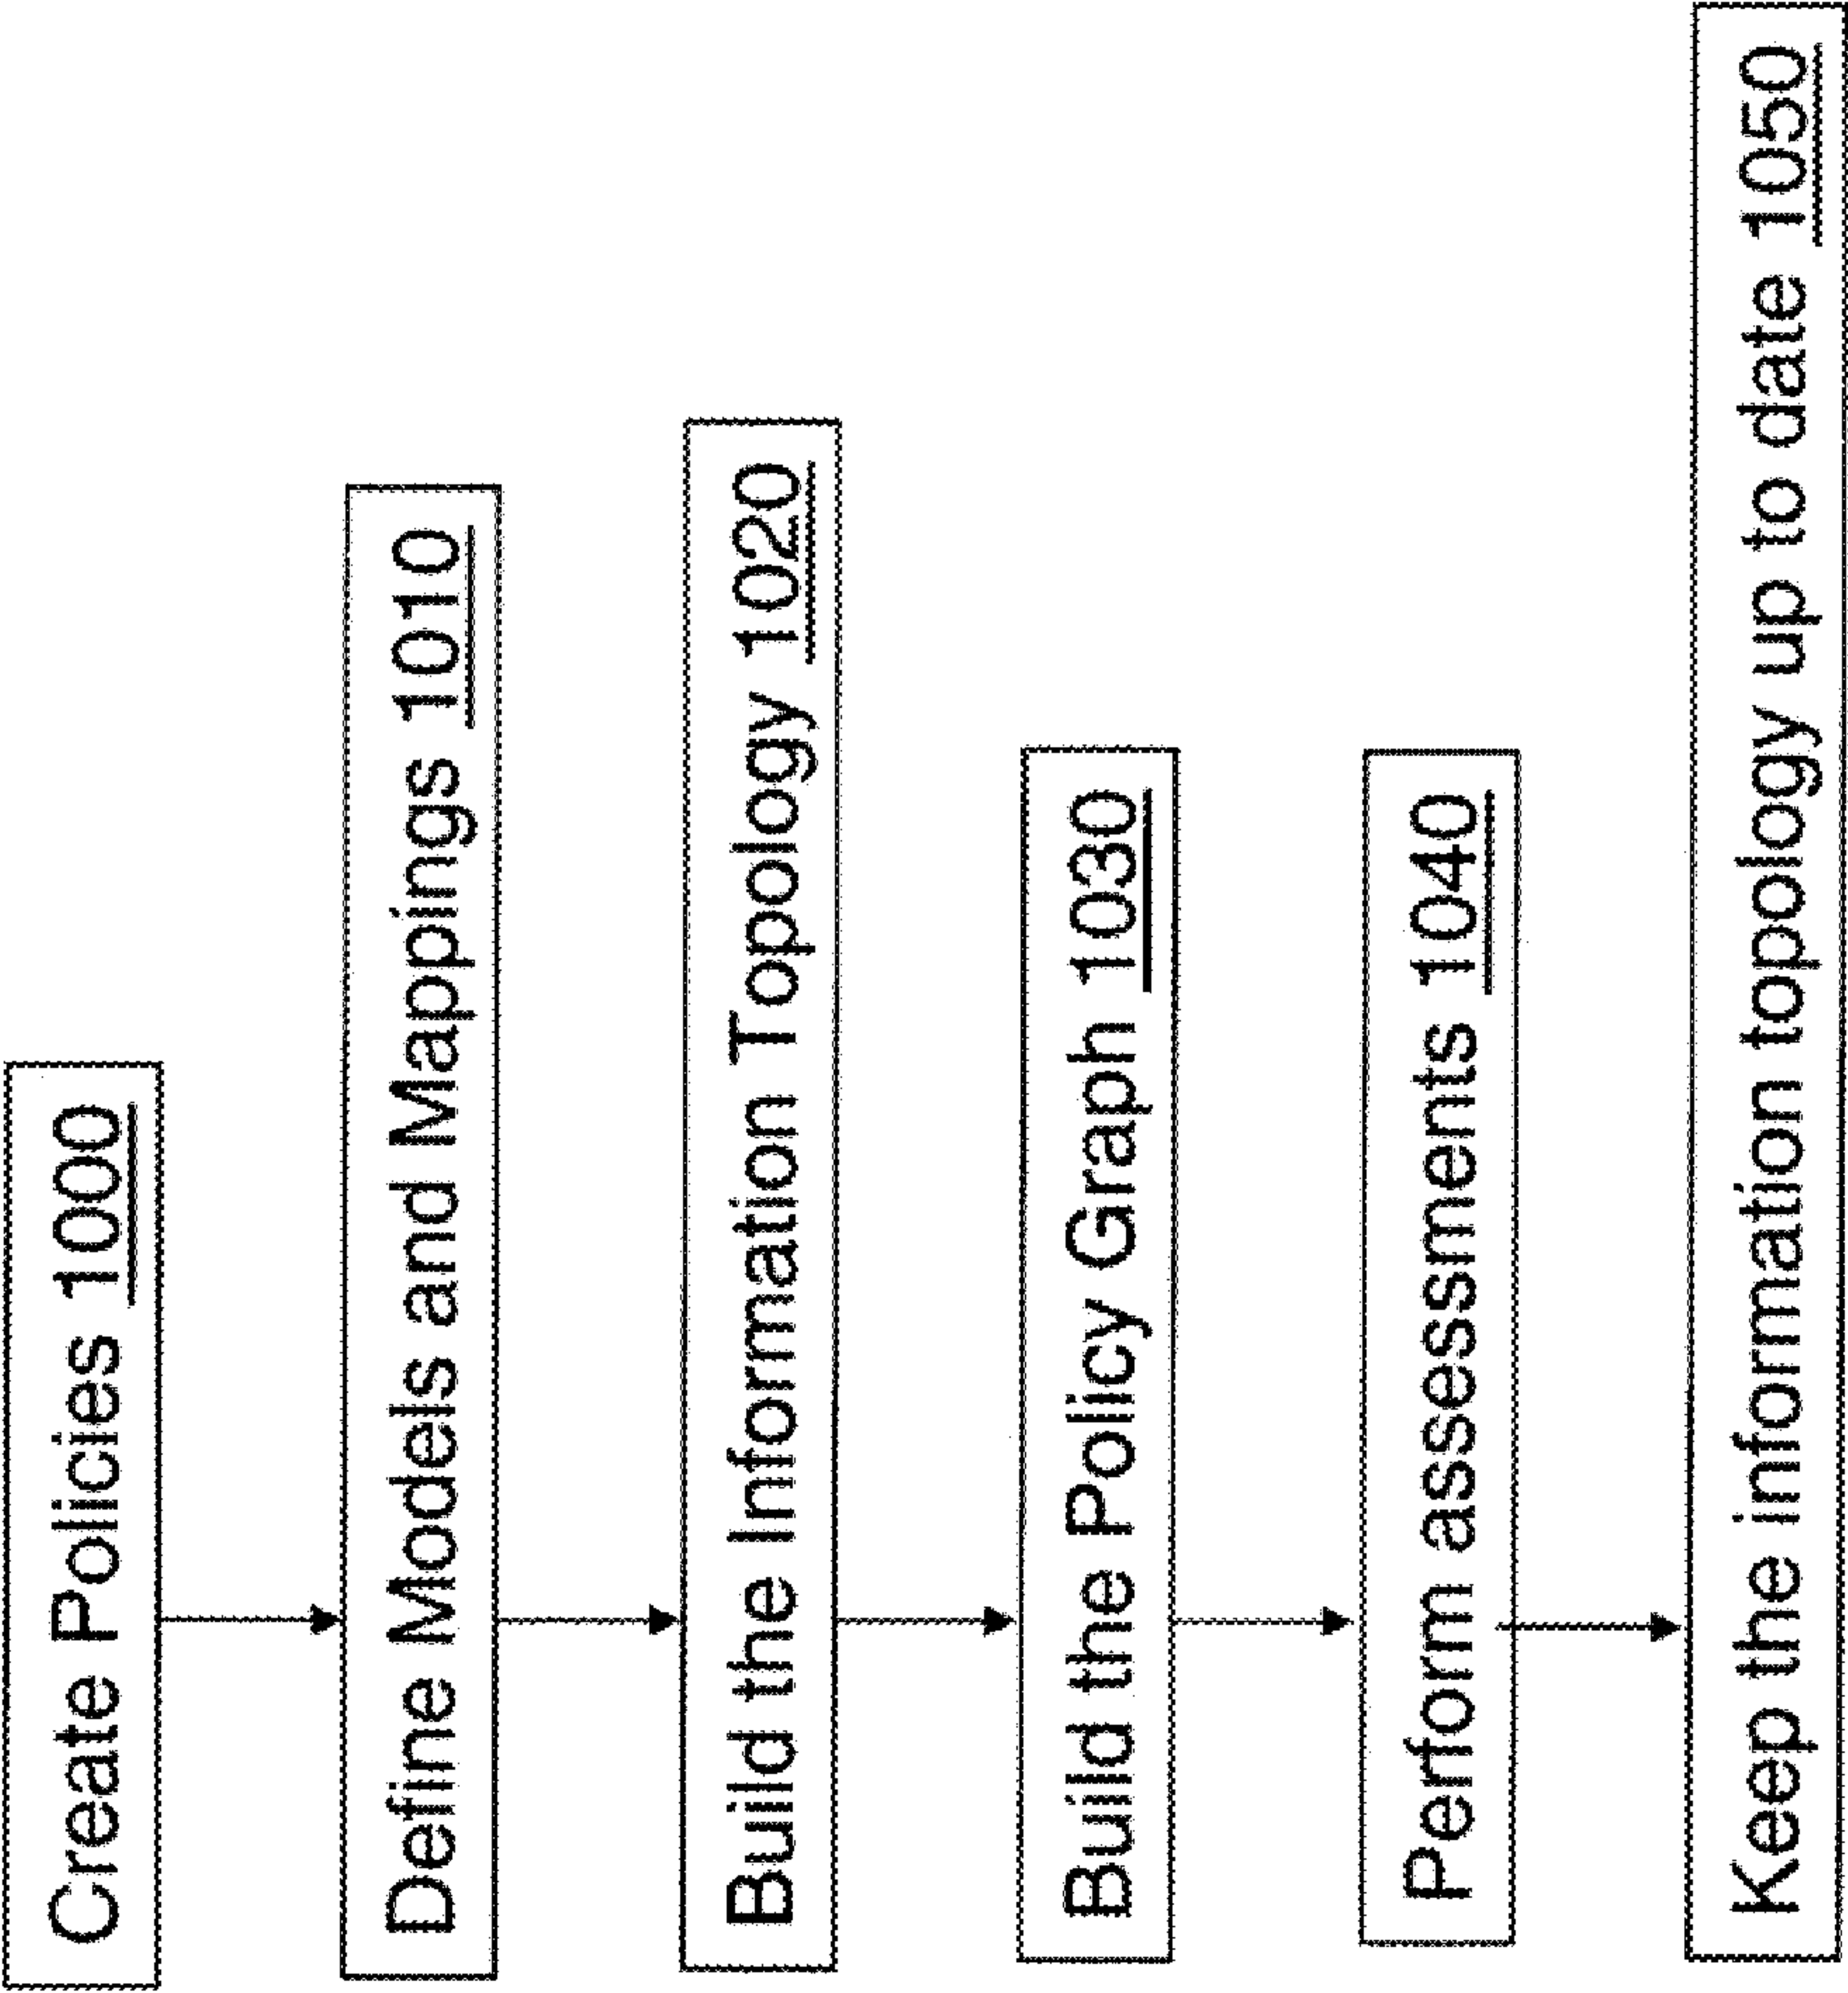 Create Policies 1000
Define Models and Mappings 1010
Build the Information Topology 1020
Build the Policy Graph 1030
Perform assessments 1040
Keep the information topology up to date 1050